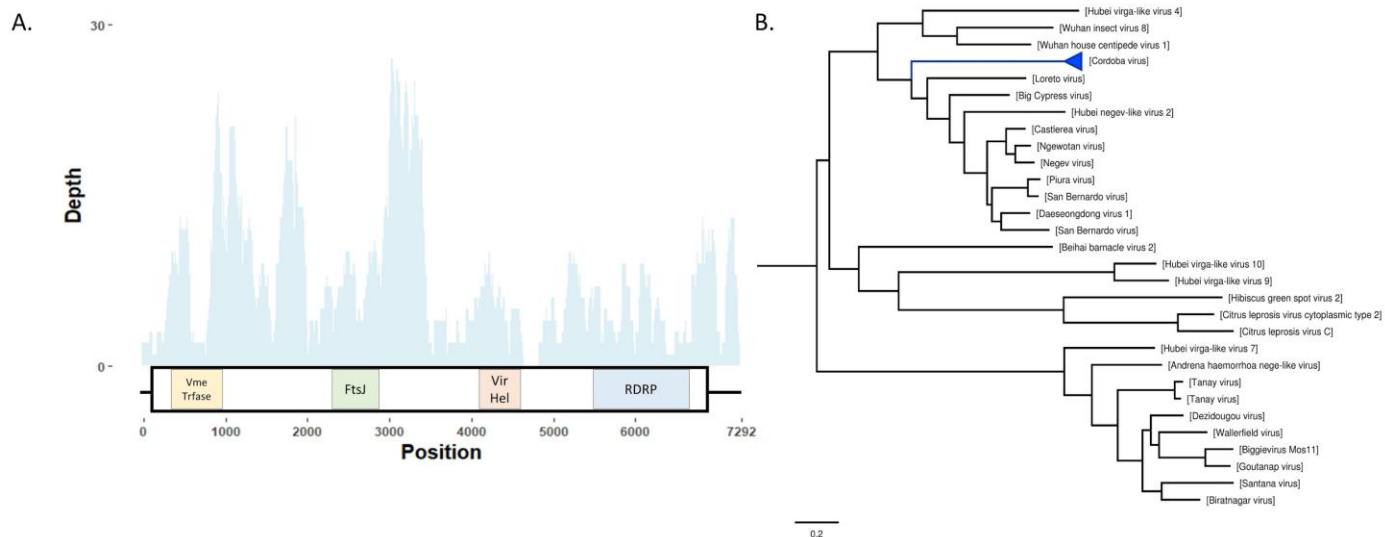 A.
30
Depth
0
Vme
Trfase
FtsJ
Vir
Hel
RDRP
0 1000 2000 3000 4000 5000 6000 7292
Position
B.
[Hubei virga-like virus 4]
[Wuhan insect virus 8]
[Wuhan house centipede virus 1]
[Cordoba virus]
[Loreto virus]
[Big Cypress virus]
[Hubei negev-like virus 2]
[Castlerea virus]
[Ngewotan virus]
[Negev virus]
[Piura virus]
[San Bernardo virus]
[Daeseongdong virus 1]
[San Bernardo virus]
[Beihai barnacle virus 2]
[Hubei virga-like virus 10]
[Hubei virga-like virus 9]
[Hibiscus green spot virus 2]
[Citrus leprosis virus cytoplasmic type 2]
[Citrus leprosis virus C]
[Hubei virga-like virus 7]
[Andrena haemorrhoa nege-like virus]
[Tanay virus]
[Tanay virus]
[Dezidougou virus]
[Wallerfield virus]
[Biggievirus Mos11]
[Goutanap virus]
[Santana virus]
[Biratnagar virus]
0.2